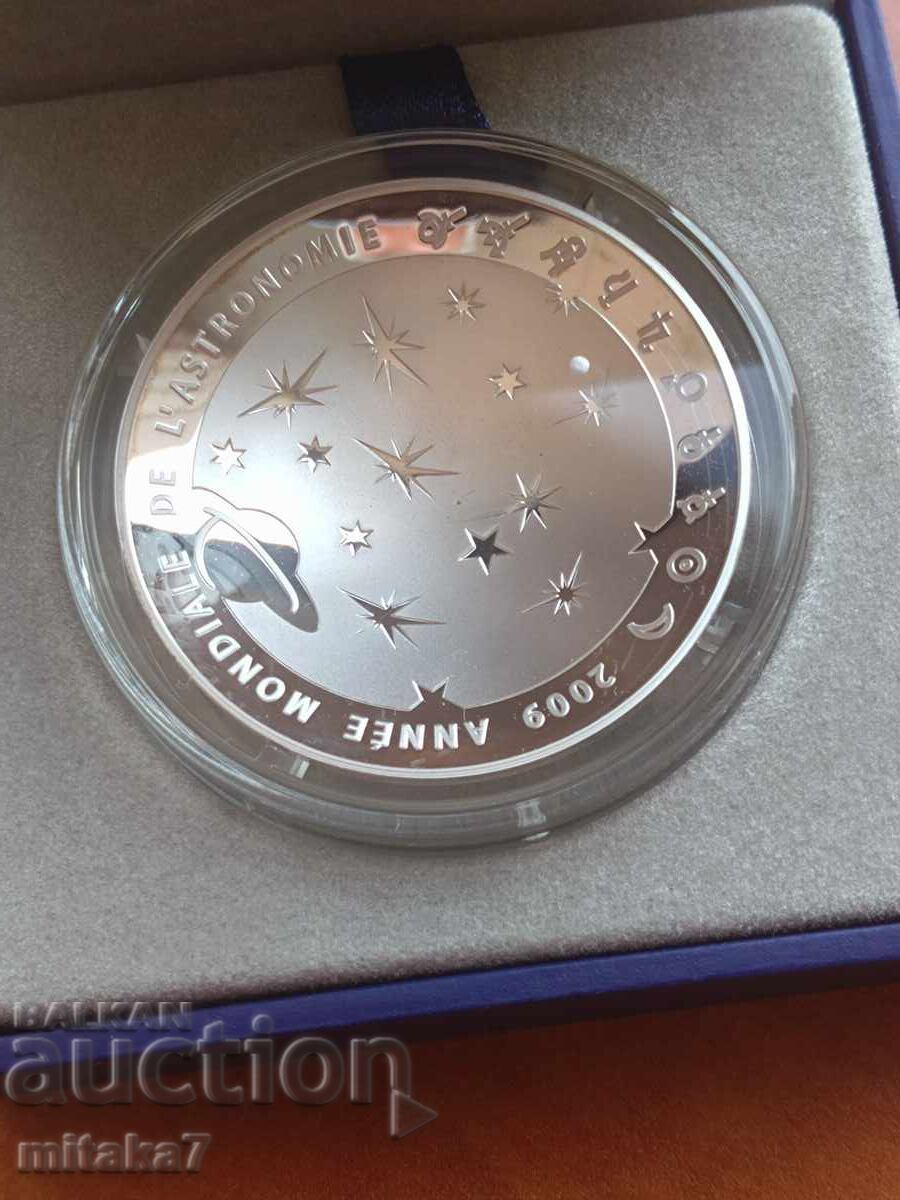 2009 ANNÉE MONDIALE DE L'ASTRONOMIE
BALKAN
auction
mitaka7